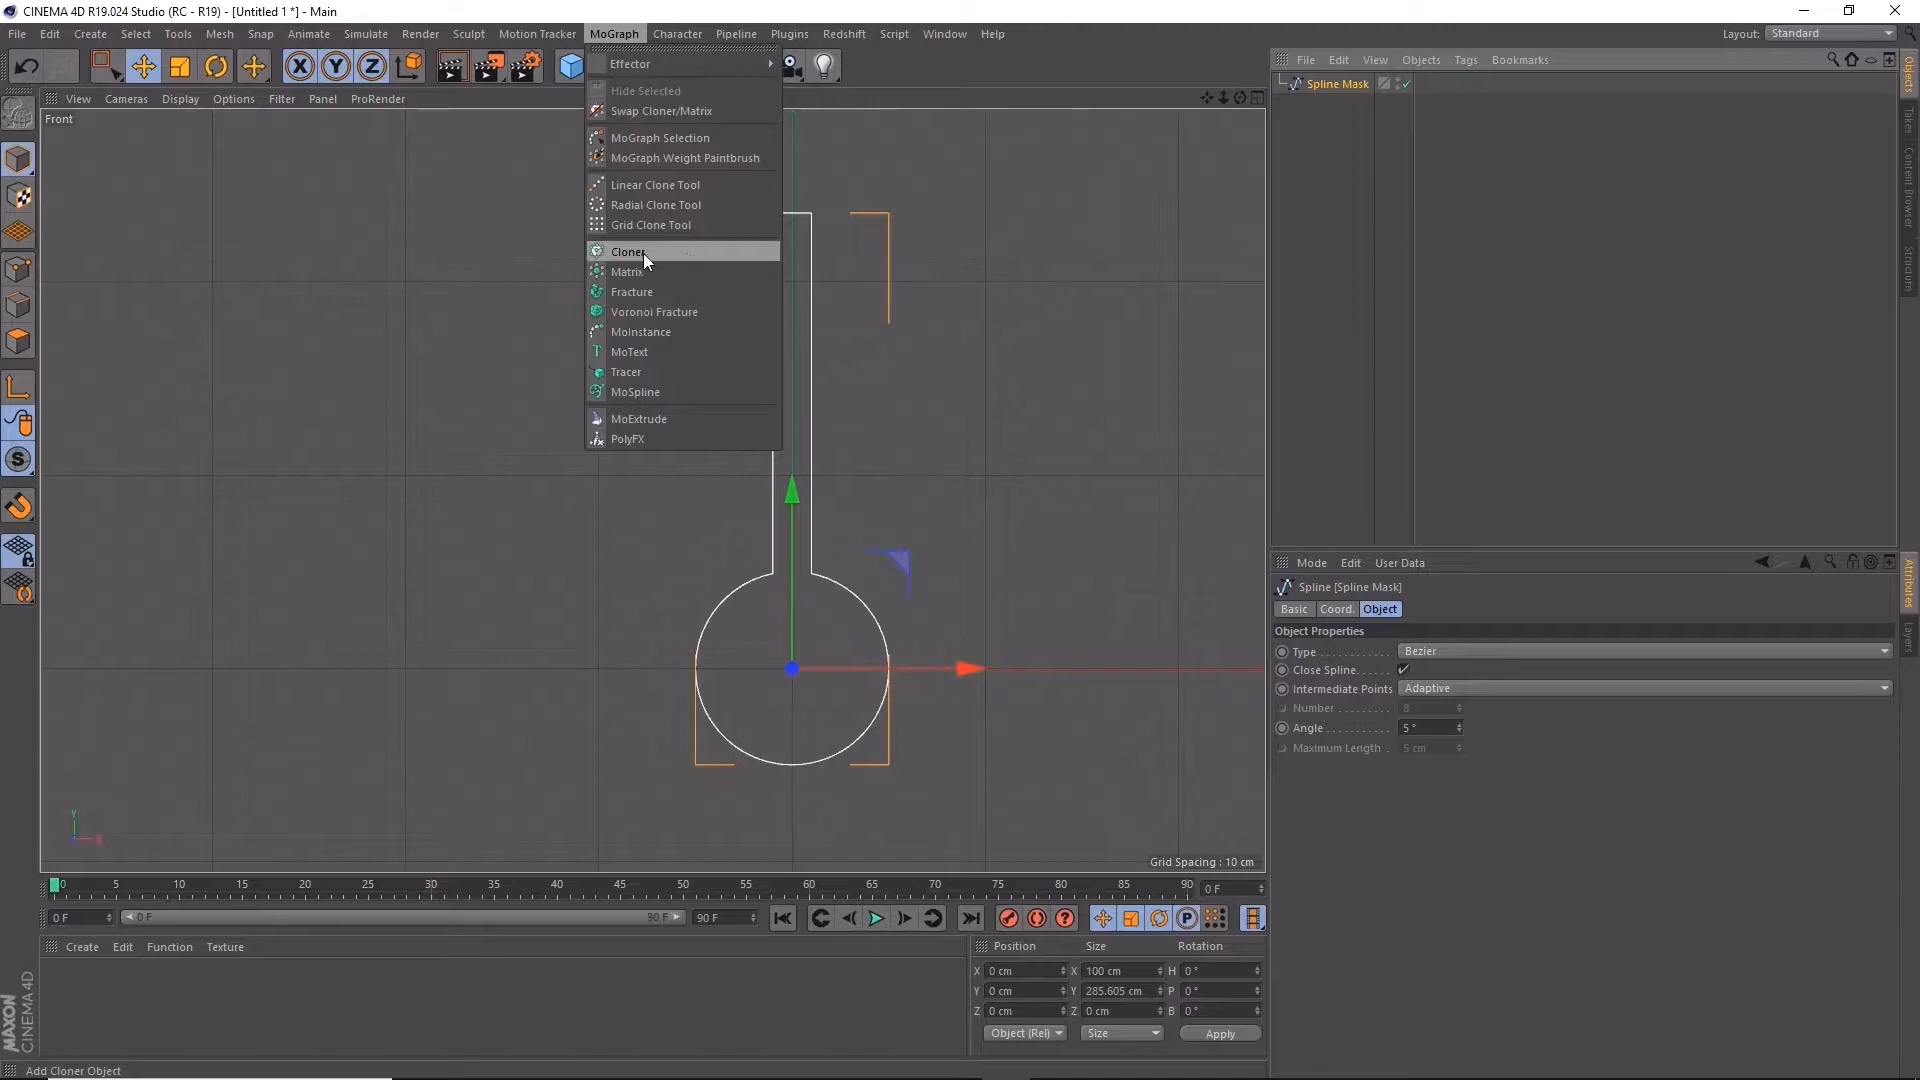 CINEMA 4D R19.024 Studio (RC - R19) - [Untitled 1 *] - Main
File Edit Create Select Tools Mesh Snap Animate Simulate Render Sculpt Motion Tracker MoGraph Character Pipeline Plugins Redshift Script Window Help
Layout: Standard
X Y Z
File Edit View Objects Tags Bookmarks
Spline Mask
View Cameras Display Options Filter Panel ProRender
Front
Effector
Hide Selected
Swap Cloner/Matrix
MoGraph Selection
MoGraph Weight Paintbrush
Linear Clone Tool
Radial Clone Tool
Grid Clone Tool
Cloner
Matrix
Fracture
Voronoi Fracture
MoInstance
MoText
Tracer
MoSpline
MoExtrude
PolyFX
Objects
Takes
Content Browser
Structure
Mode Edit User Data
Spline [Spline Mask]
Basic Coord. Object
Object Properties
Type Bezier
Close Spline
Intermediate Points Adaptive
Number 8
Angle 5 °
Maximum Length 5 cm
Attributes
Layers
S
Y
X
Grid Spacing : 10 cm
0 5 10 15 20 25 30 35 40 45 50 55 60 65 70 75 80 85 90
0 F
0 F 0 F 90 F 90 F
P
Create Edit Function Texture
Position Size Rotation
X 0 cm X 100 cm H 0 °
Y 0 cm Y 285.605 cm P 0 °
Z 0 cm Z 0 cm B 0 °
Object (Rel) Size Apply
MAXON
CINEMA 4D
Add Cloner Object